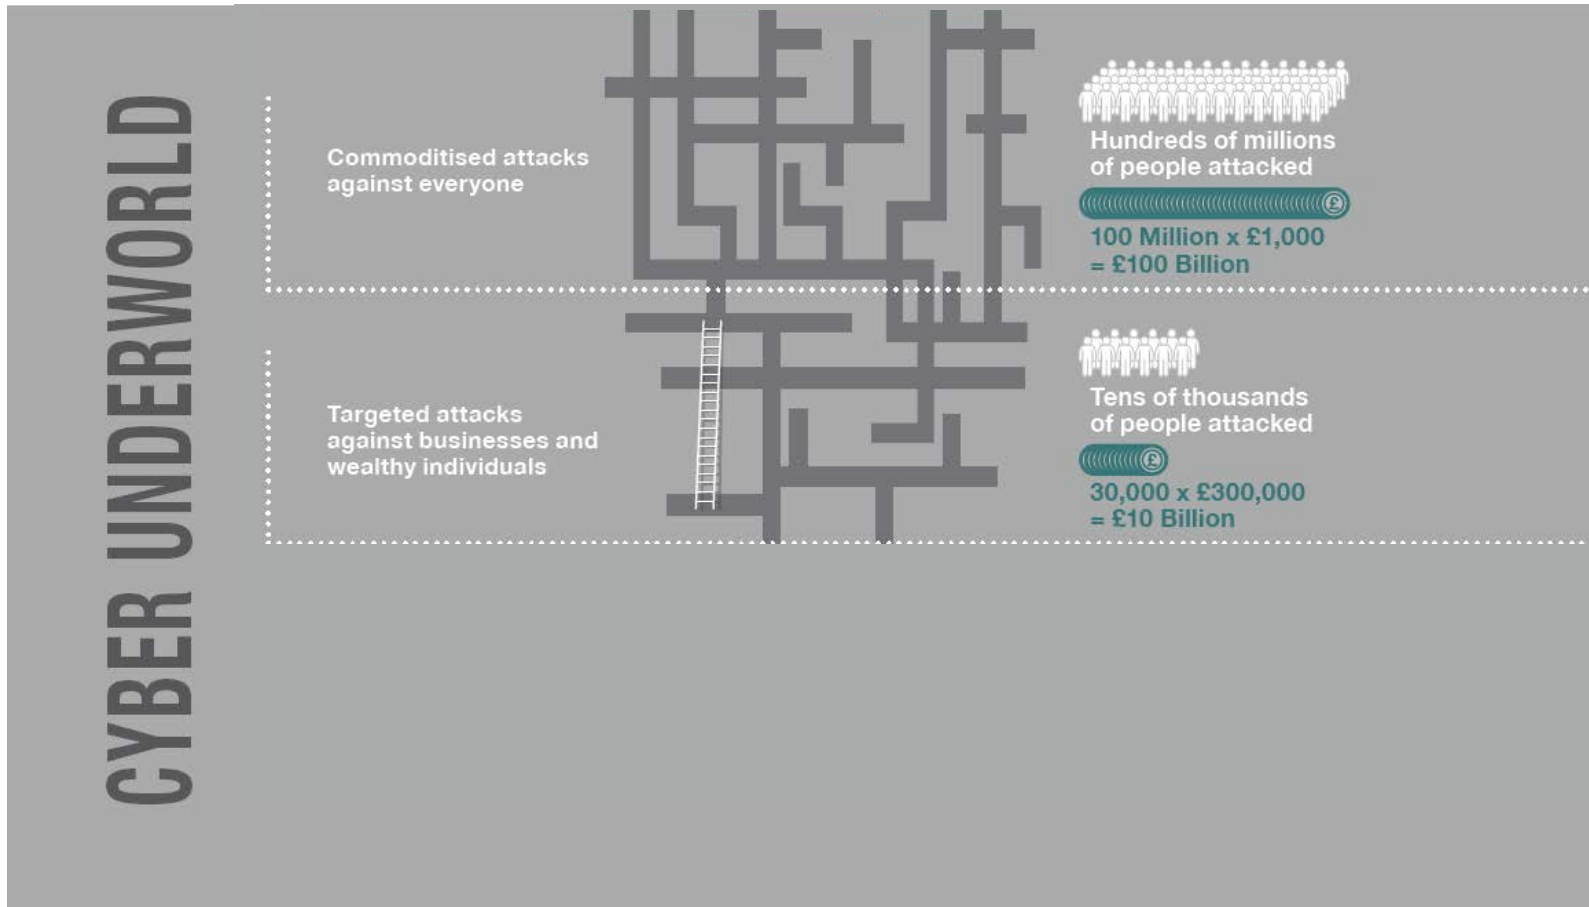 CYBER UNDERWORLD
Commoditised attacks
against everyone
Hundreds of millions
of people attacked
£
100 Million x £1,000
= £100 Billion
Targeted attacks
against businesses and
wealthy individuals
Tens of thousands
of people attacked
£
30,000 x £300,000
= £10 Billion